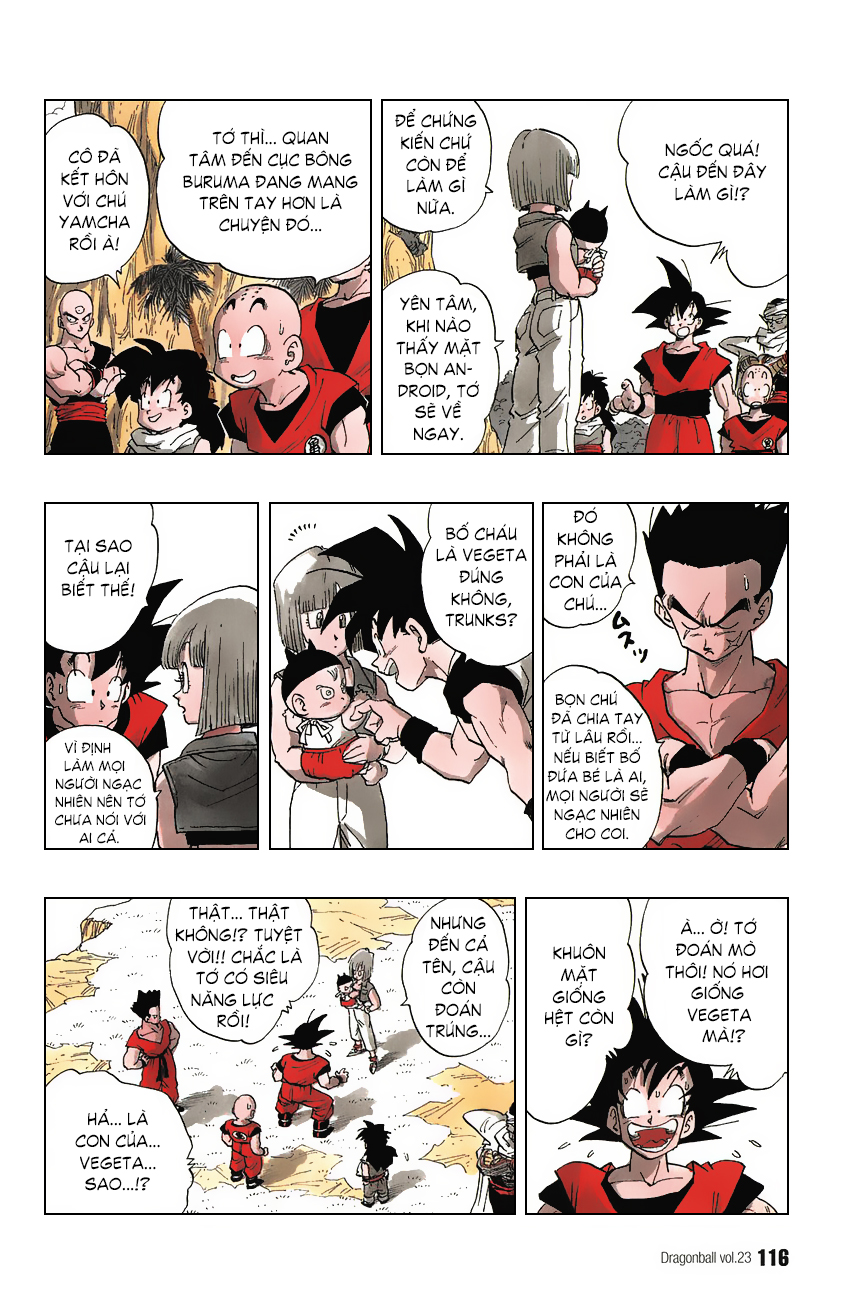 NGỐC QUÁ!
CẬU ĐẾN ĐÂY
LÀM GÌ!?
ĐỂ CHỨNG
KIẾN CHỨ
CÒN ĐỂ
LÀM GÌ
NỮA.
YÊN TÂM,
KHI NÀO
THẤY MẶT
BỌN AN-
DROID, TỚ
SẼ VỀ
NGAY.
TỚ THÌ... QUAN
TÂM ĐẾN CỤC BÔNG
BURUMA ĐANG MANG
TRÊN TAY HƠN LÀ
CHUYỆN ĐÓ...
CÔ ĐÃ
KẾT HÔN
VỚI CHÚ
YAMCHA
RỒI À!
ĐÓ
KHÔNG
PHẢI LÀ
CON CỦA
CHÚ...
ムスッ
BỌN CHÚ
ĐÃ CHIA TAY
TỪ LÂU RỒI...
NẾU BIẾT BỐ
ĐỨA BÉ LÀ AI,
MỌI NGƯỜI SẼ
NGẠC NHIÊN
CHO COI.
BỐ CHÁU
LÀ VEGETA
ĐÚNG
KHÔNG,
TRUNKS?
TẠI SAO
CẬU LẠI
BIẾT THẾ!
VÌ ĐỊNH
LÀM MỌI
NGƯỜI NGẠC
NHIÊN NÊN TỚ
CHƯA NÓI VỚI
AI CẢ.
À... Ờ! TỚ
ĐOÁN MÒ
THÔI! NÓ HƠI
GIỐNG
VEGETA
MÀ!?
KHUÔN
MẶT
GIỐNG
HỆT CÒN
GÌ?
NHƯNG
ĐẾN CẢ
TÊN, CẬU
CÒN
ĐOÁN
TRÚNG...
THẬT... THẬT
KHÔNG!? TUYỆT
VỜI!! CHẮC LÀ
TỚ CÓ SIÊU
NĂNG LỰC
RỒI!
HẢ... LÀ
CON CỦA...
VEGETA...
SAO...!?
Dragonball vol.23 116